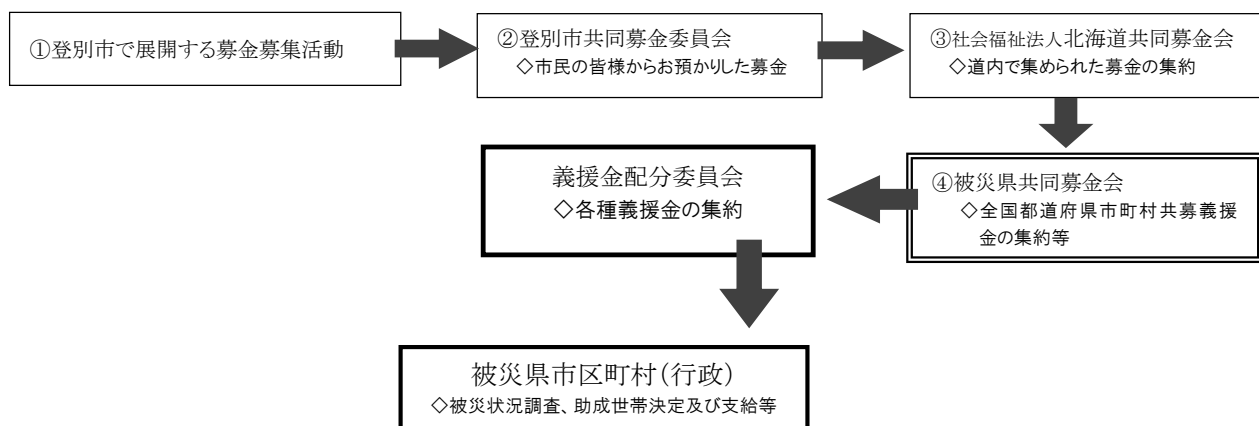 ①登別市で展開する募金募集活動
②登別市共同募金委員会
◇市民の皆様からお預かりした募金
③社会福祉法人北海道共同募金会
◇道内で集められた募金の集約
④被災県共同募金会
◇全国都道府県市町村共募義援
金の集約等
義援金配分委員会
◇各種義援金の集約
被災県市区町村(行政)
◇被災状況調査、助成世帯決定及び支給等